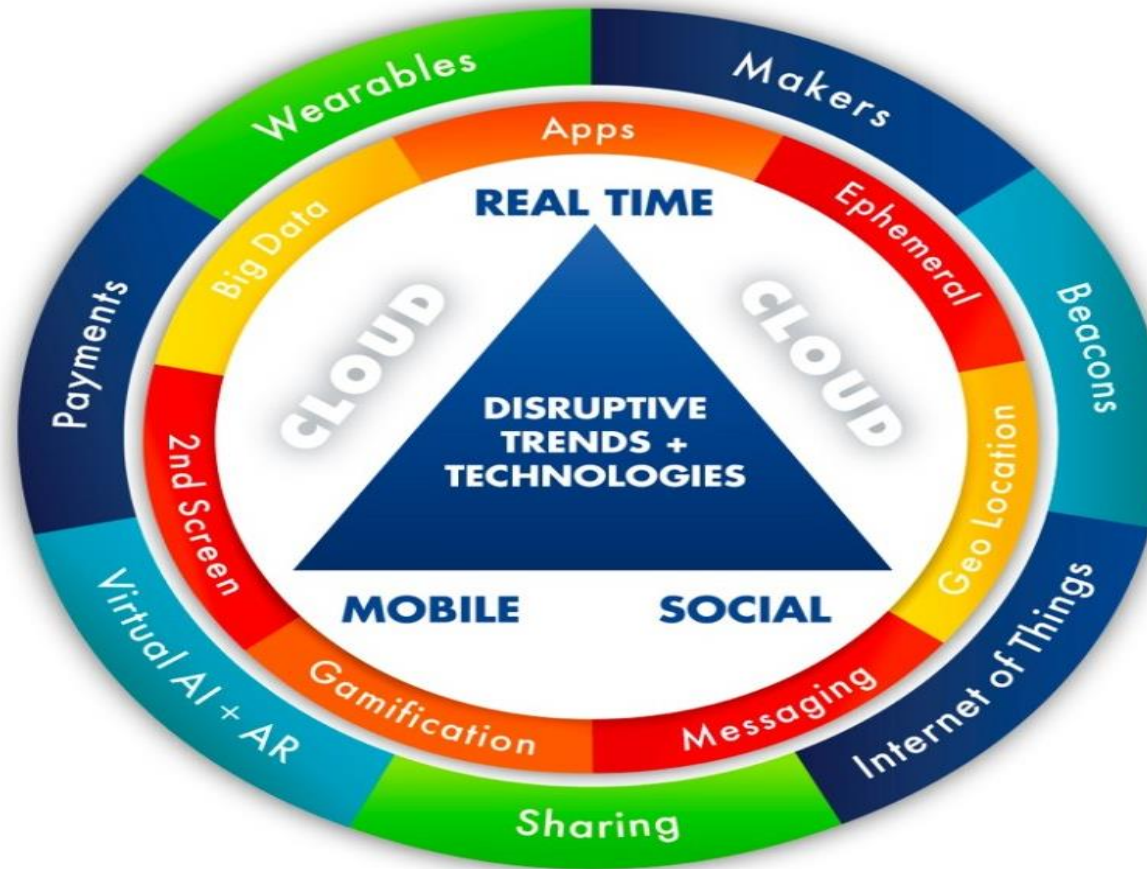 Wearables
Makers
Beacons
Internet of Things
Sharing
Virtual AI + AR
Payments
Apps
Ephemeral
Geo Location
Messaging
Gamification
2nd Screen
Big Data
REAL TIME
CLOUD
CLOUD
DISRUPTIVE
TRENDS +
TECHNOLOGIES
MOBILE
SOCIAL